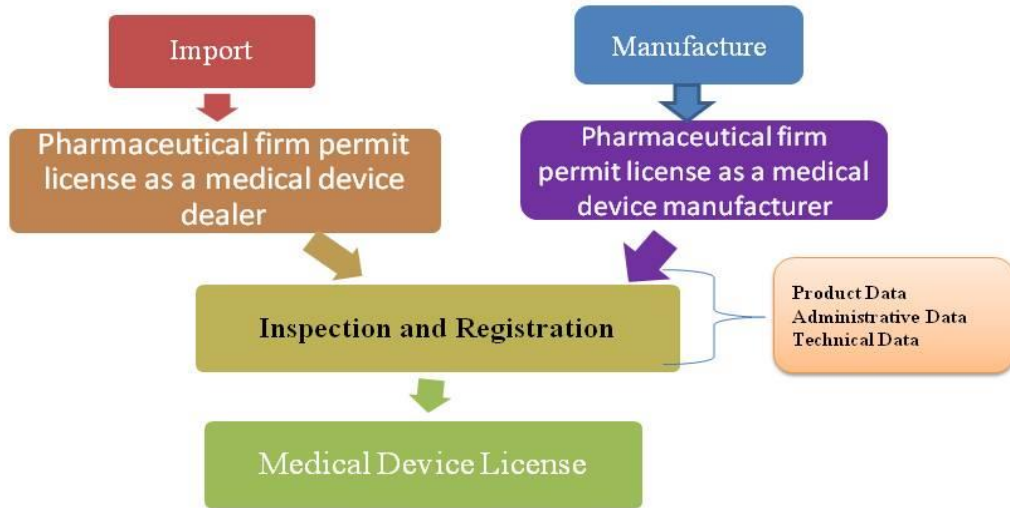 Import
Manufacture
Pharmaceutical firm permit
license as a medical device
dealer
Pharmaceutical firm
permit license as a medical
device manufacturer
Inspection and Registration
Product Data
Administrative Data
Technical Data
Medical Device License